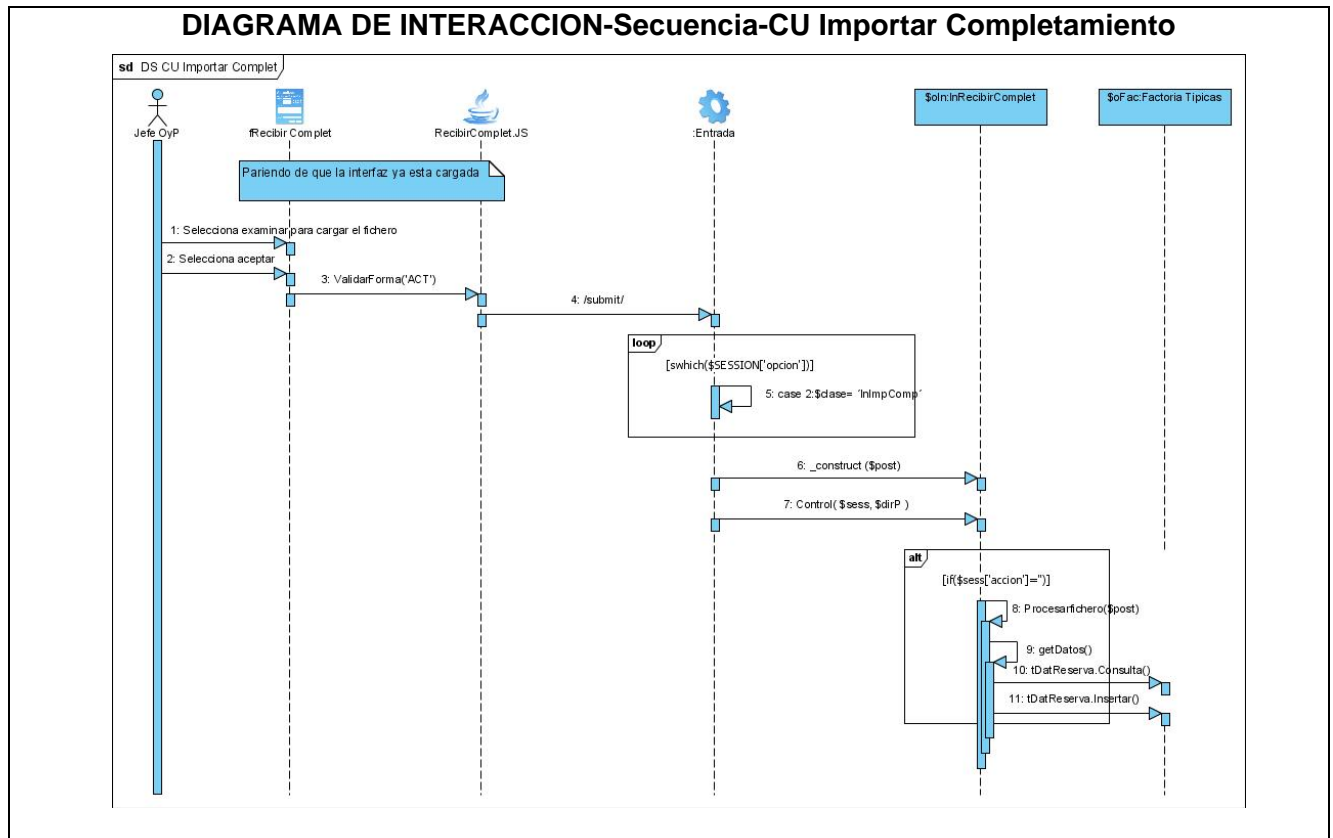 DIAGRAMA DE INTERACCION-Secuencia-CU Importar Completamiento
sd DS CU Importar Complet
Jefe OyP
fRecibir Complet
RecibirComplet.JS
:Entrada
$oIn:InRecibirComplet
$oFac:Factoria Tipicas
Pariendo de que la interfaz ya esta cargada
1: Selecciona examinar para cargar el fichero
2: Selecciona aceptar
3: ValidarForma('ACT')
4: /submit/
loop
[swhich($SESSION['opcion'])]
5: case 2:$clase= ´InImpComp´
6: _construct ($post)
7: Control( $sess, $dirP )
alt
[if($sess['accion']='')]
8: Procesarfichero($post)
9: getDatos()
10: tDatReserva.Consulta()
11: tDatReserva.Insertar()